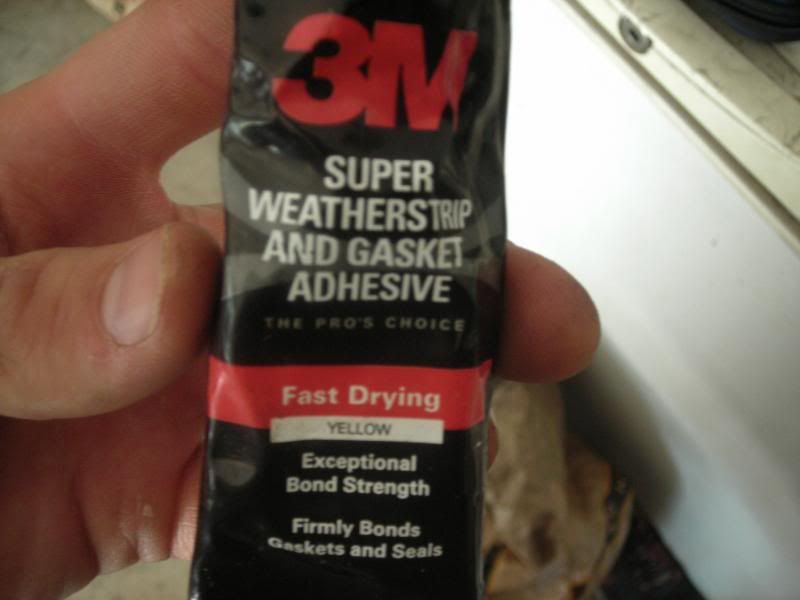 3M
SUPER
WEATHERSTRIP
AND GASKET
ADHESIVE
THE PRO'S CHOICE
Fast Drying
YELLOW
Exceptional
Bond Strength
Firmly Bonds
Gaskets and Seals